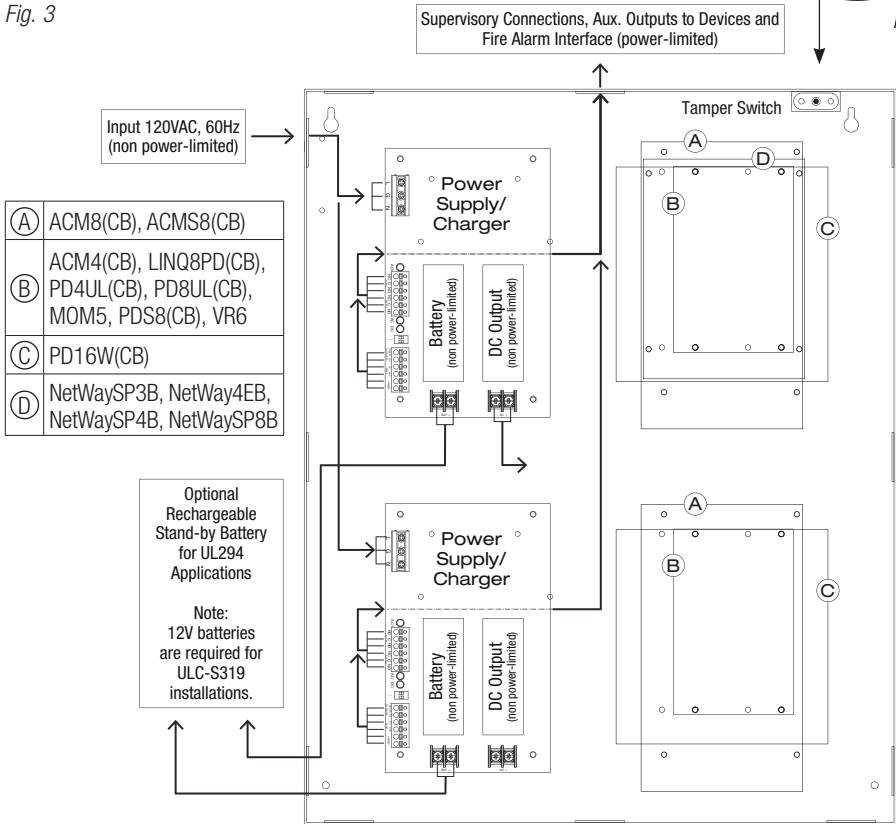 Fig. 3
Supervisory Connections, Aux. Outputs to Devices and
Fire Alarm Interface (power-limited)
Input 120VAC, 60Hz
(non power-limited)
Tamper Switch
A ACM8(CB), ACMS8(CB)
B ACM4(CB), LINQ8PD(CB),
PD4UL(CB), PD8UL(CB),
MOM5, PDS8(CB), VR6
C PD16W(CB)
D NetWaySP3B, NetWay4EB,
NetWaySP4B, NetWaySP8B
Power
Supply/
Charger
L
G
N
Battery
(non power-limited)
DC Output
(non power-limited)
A
D
B
C
Optional
Rechargeable
Stand-by Battery
for UL294
Applications
Note:
12V batteries
are required for
ULC-S319
installations.
Power
Supply/
Charger
L
G
N
Battery
(non power-limited)
DC Output
(non power-limited)
A
B
C